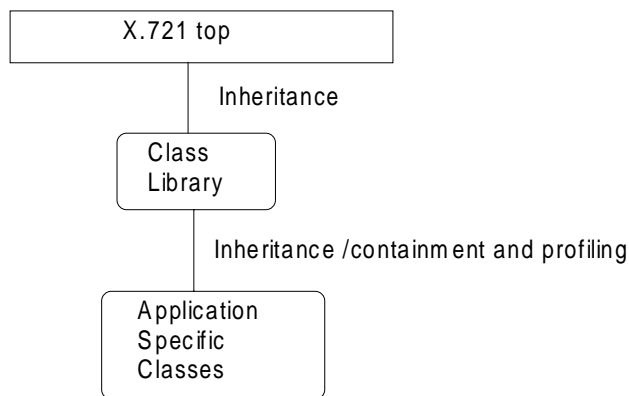 X.721 top
Inheritance
Class
Library
Inheritance /containment and profiling
Application
Specific
Classes